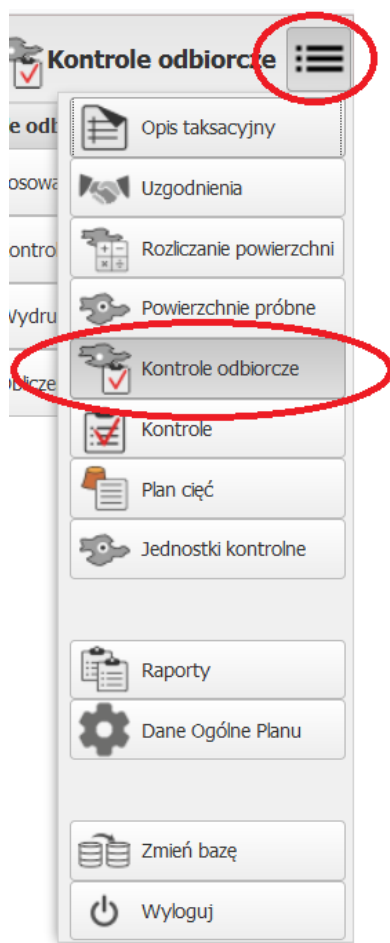 Kontrole odbiorcze
Opis taksacyjny
Uzgodnienia
Rozliczanie powierzchni
Powierzchnie próbne
Kontrole odbiorcze
Kontrole
Plan cięć
Jednostki kontrolne
Raporty
Dane Ogólne Planu
Zmień bazę
Wyloguj